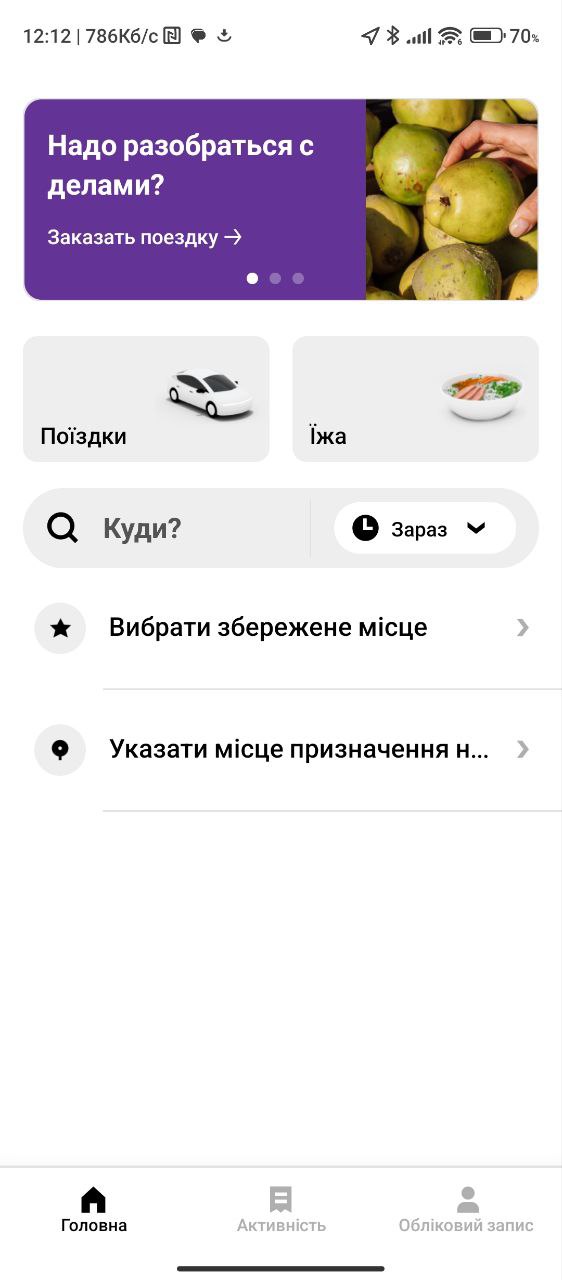 12:12 | 786Кб/с 70%
Надо разобраться с
делами?
Заказать поездку →
Поїздки
Їжа
Куди?
Зараз
Вибрати збережене місце
Указати місце призначення н...
Головна
Активність
Обліковий запис